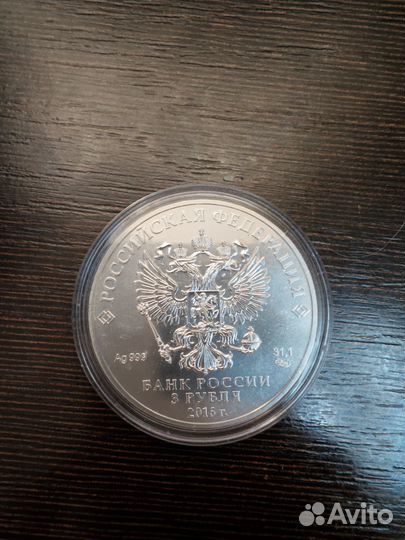 РОССИЙСКАЯ ФЕДЕРАЦИЯ
Ag 999
31,1
БАНК РОССИИ
3 РУБЛЯ
2015 г.
Avito